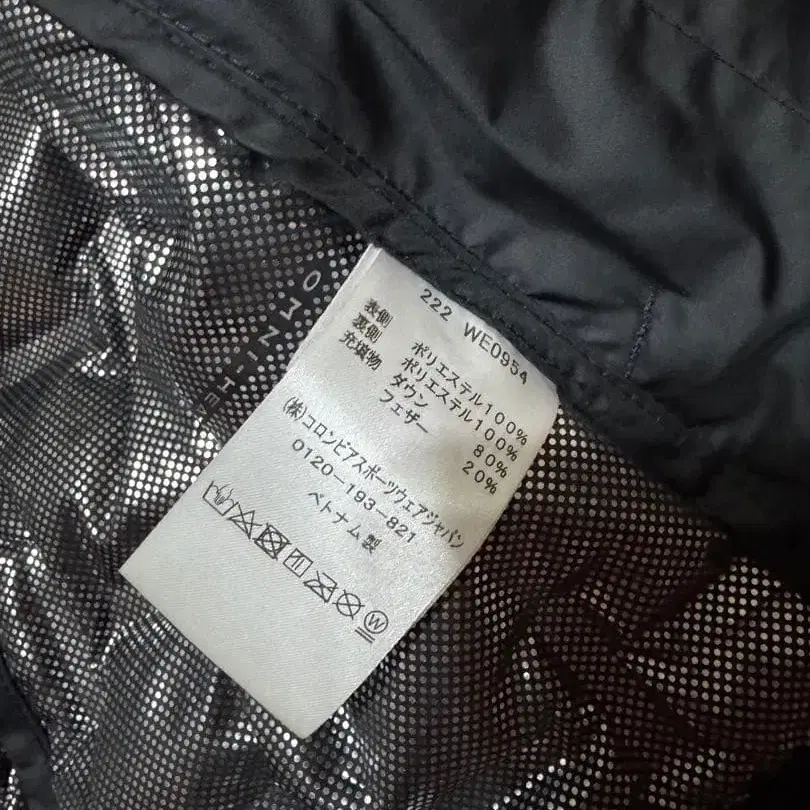 OMNI-HE
222 WE0954
表側 ポリエステル100%
裏側 ポリエステル100%
充填物 ダウン 80%
フェザー 20%
(株)コロンビアスポーツウェアジャパン
0120-193-821
ベトナム製
W